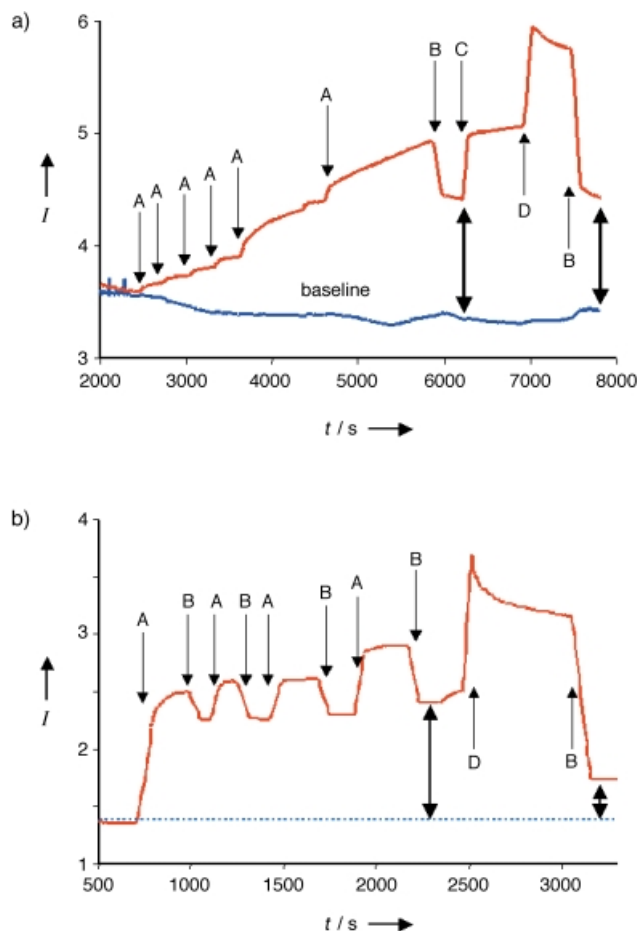 a)
6
5
4
3
I
A A A A A A B C
D B
baseline
2000 3000 4000 5000 6000 7000 8000
t / s
b)
4
3
2
1
I
A B A B A B A B
D B
500 1000 1500 2000 2500 3000
t / s